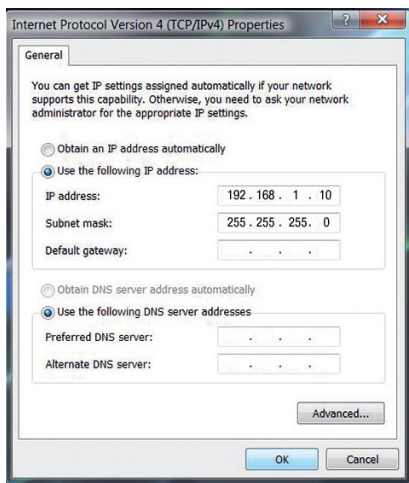 Internet Protocol Version 4 (TCP/IPv4) Properties
?
X
General
You can get IP settings assigned automatically if your network
supports this capability. Otherwise, you need to ask your network
administrator for the appropriate IP settings.
Obtain an IP address automatically
Use the following IP address:
IP address: 192 . 168 . 1 . 10
Subnet mask: 255 . 255 . 255 . 0
Default gateway: . . .
Obtain DNS server address automatically
Use the following DNS server addresses
Preferred DNS server: . . .
Alternate DNS server: . . .
Advanced...
OK Cancel